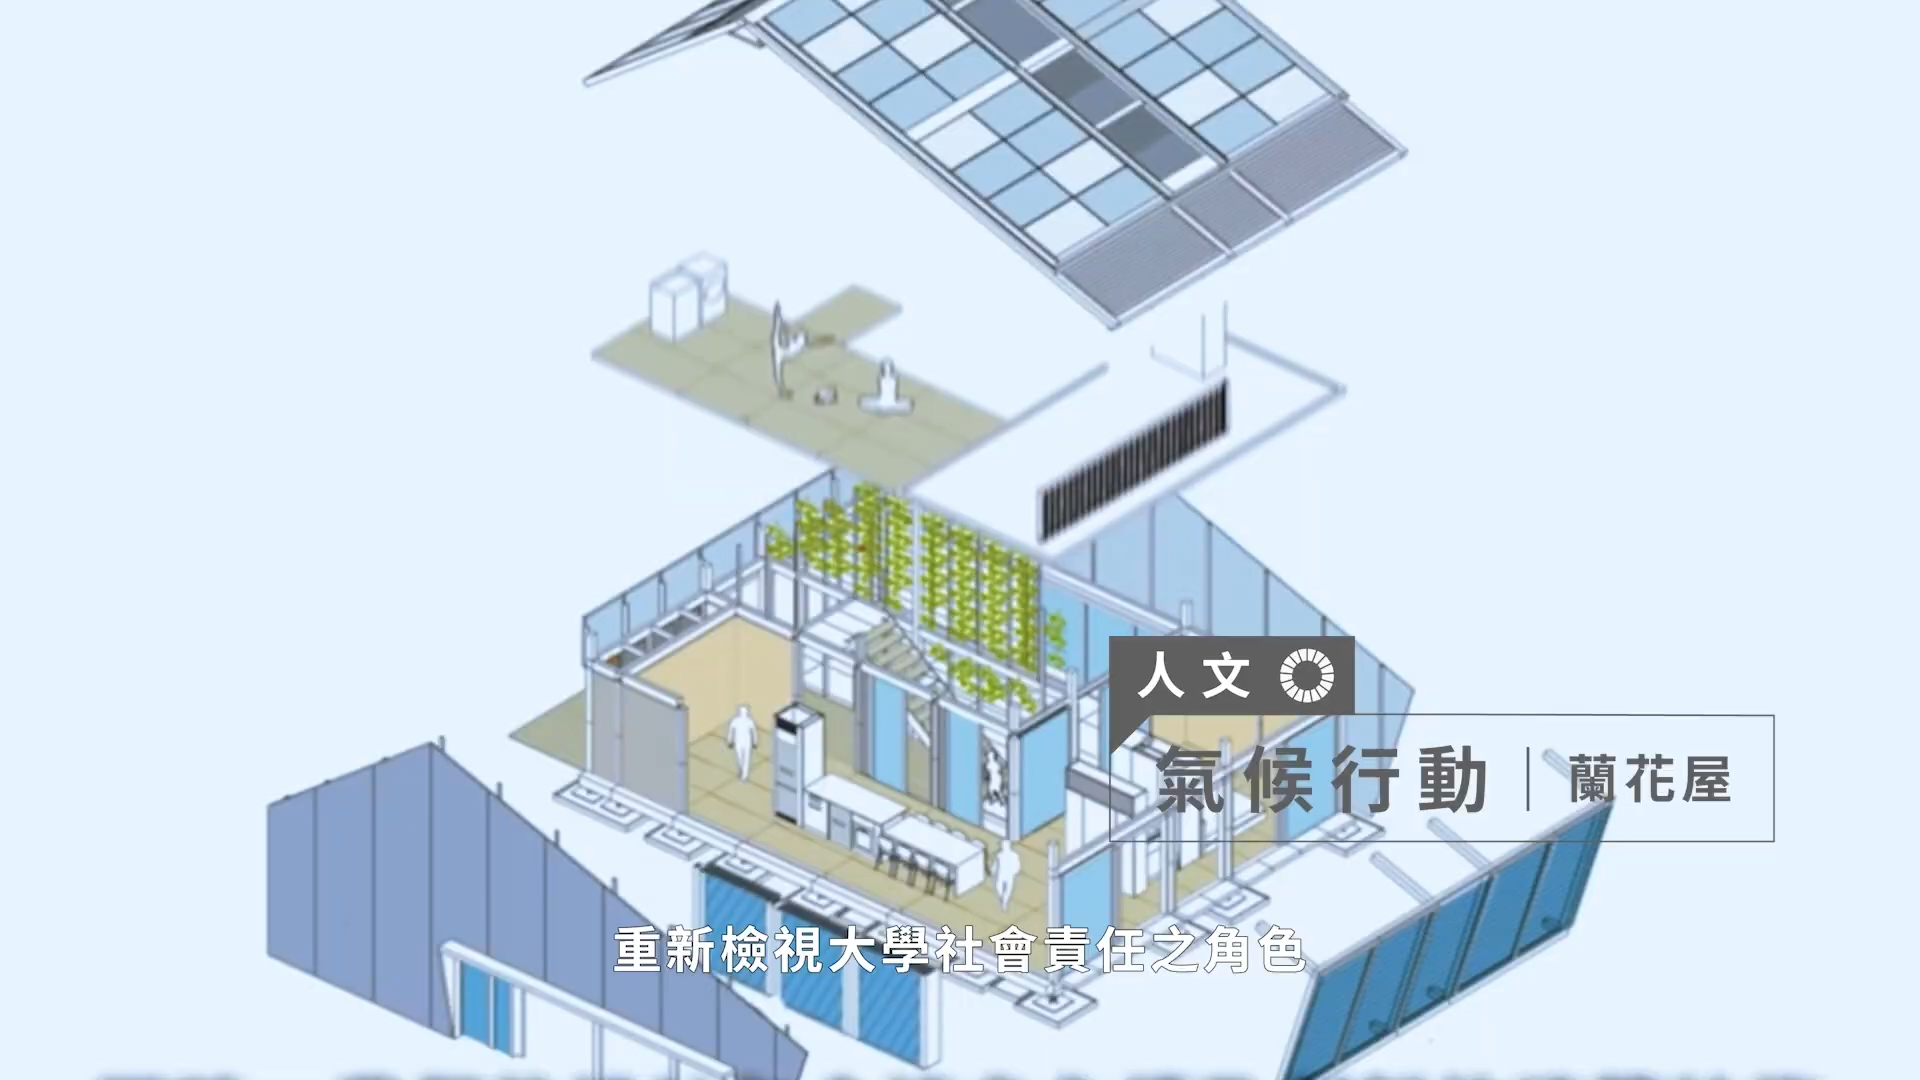 人文
氣候行動｜蘭花屋
重新檢視大學社會責任之角色